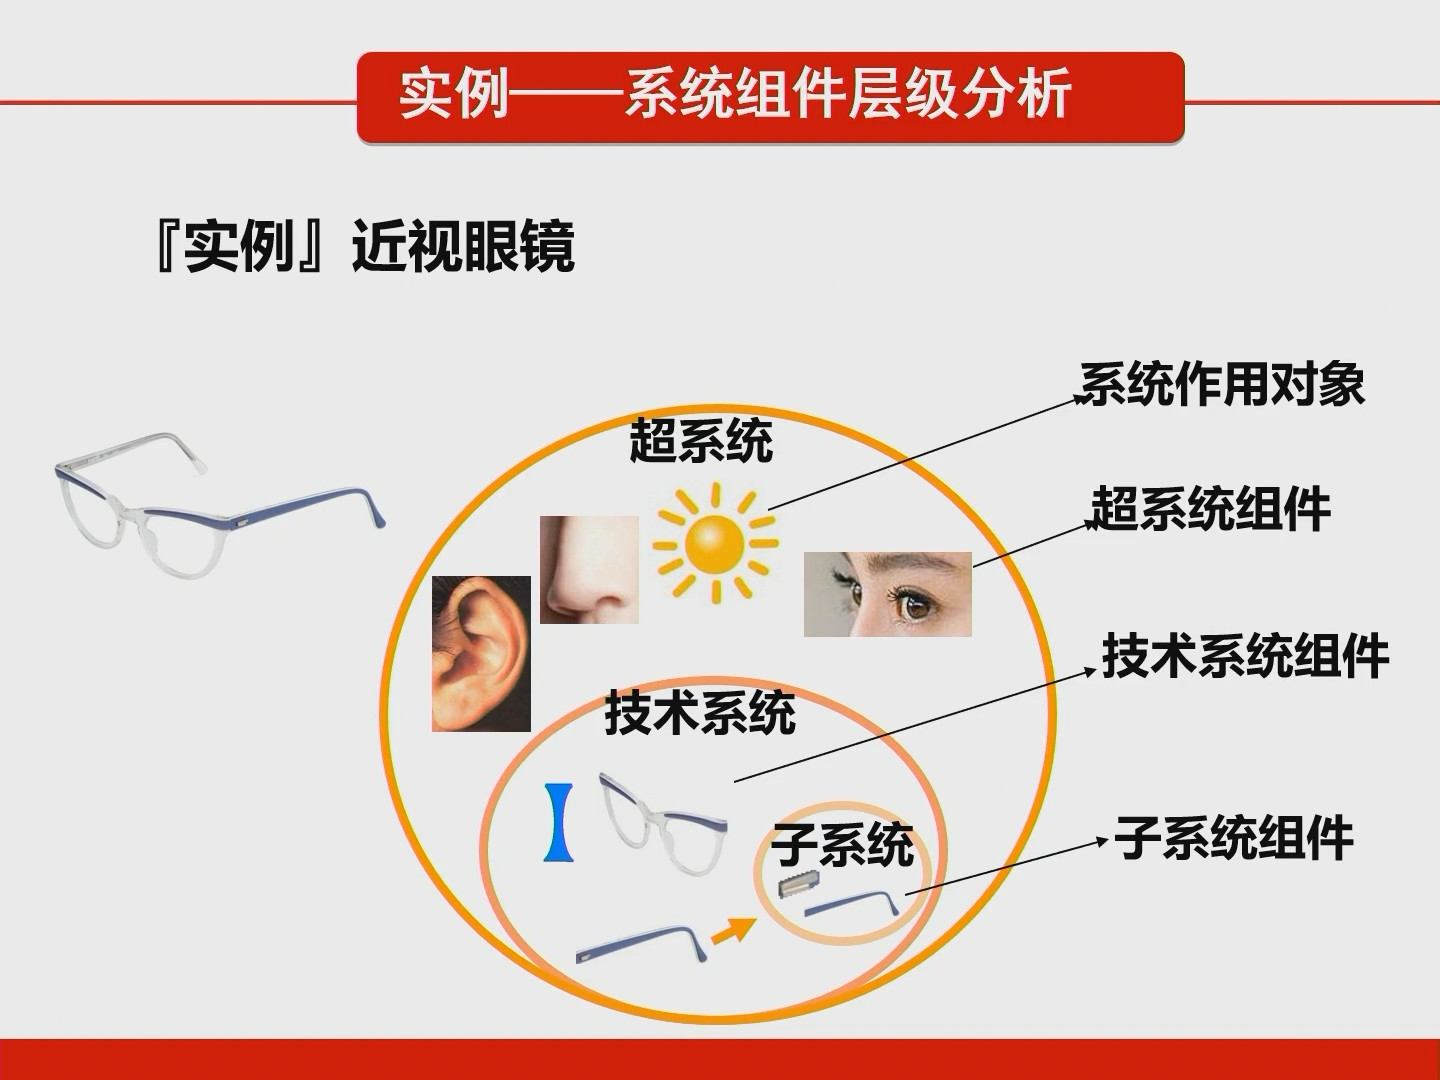 实例——系统组件层级分析
『实例』近视眼镜
系统作用对象
超系统
超系统组件
技术系统组件
技术系统
子系统组件
子系统